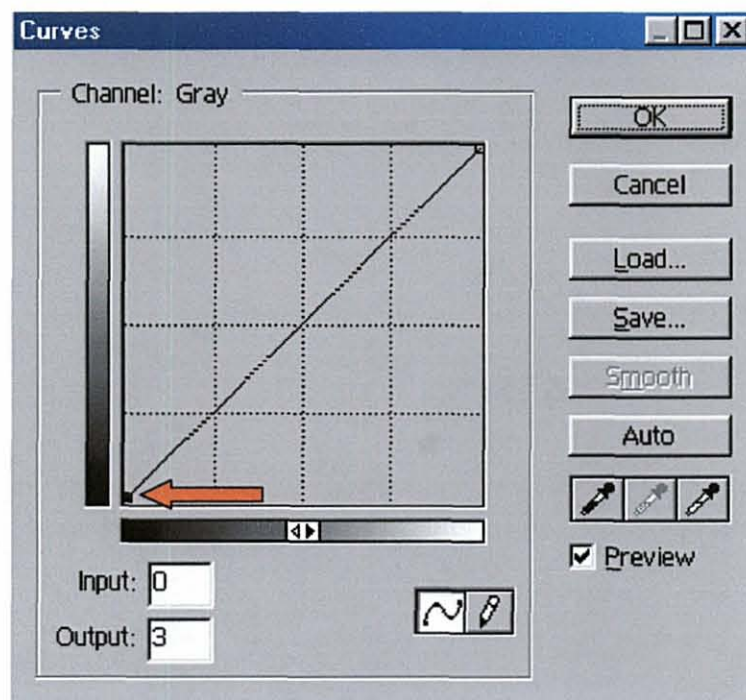 Curves
Channel: Gray
OK
Cancel
Load...
Save...
Smooth
Auto
Preview
Input: 0
Output: 3